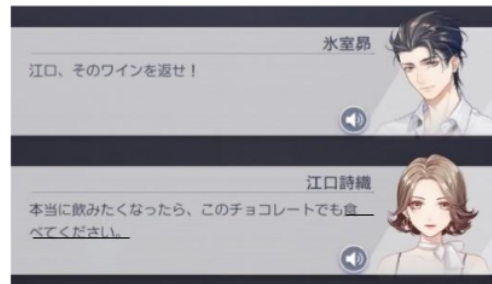 氷室昴
江口、そのワインを返せ！
江口詩織
本当に飲みたくなったら、このチョコレートでも食
べてください。